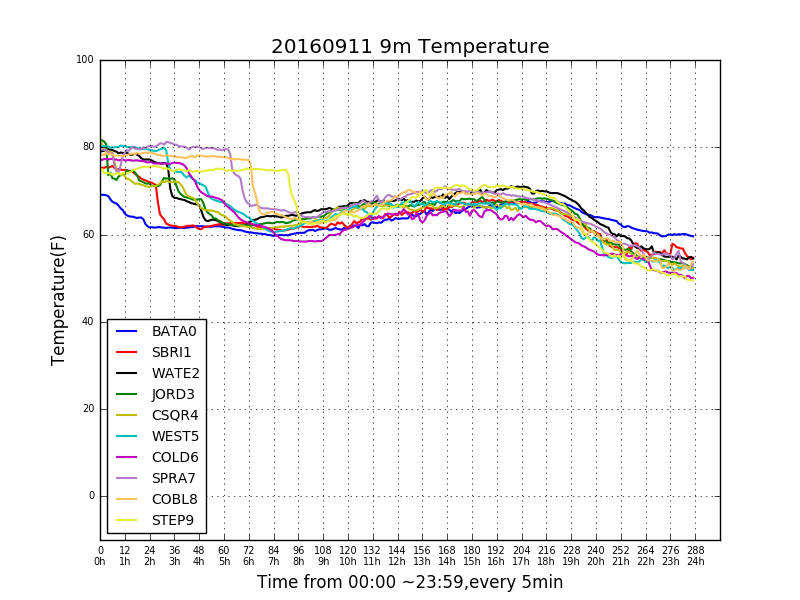 20160911 9m Temperature
100
80
60
40
20
0
Temperature(F)
BATA0
SBRI1
WATE2
JORD3
CSQR4
WEST5
COLD6
SPRA7
COBL8
STEP9
0 12 24 36 48 60 72 84 96 108 120 132 144 156 168 180 192 204 216 228 240 252 264 276 288
0h 1h 2h 3h 4h 5h 6h 7h 8h 9h 10h 11h 12h 13h 14h 15h 16h 17h 18h 19h 20h 21h 22h 23h 24h
Time from 00:00 ~23:59,every 5min